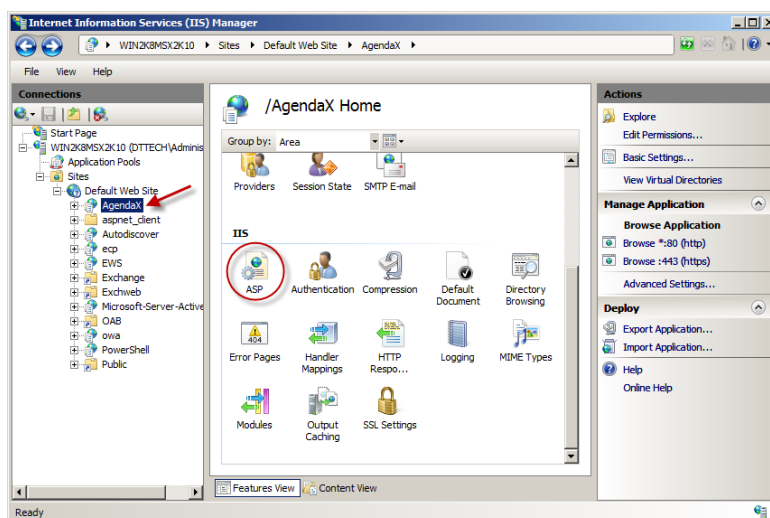 Internet Information Services (IIS) Manager
WIN2K8MSX2K10 Sites Default Web Site AgendaX
File View Help
Connections
Start Page
WIN2K8MSX2K10 (DTTECH\Adminis
Application Pools
Sites
Default Web Site
AgendaX
aspnet_client
Autodiscover
ecp
EWS
Exchange
Exchweb
Microsoft-Server-Active
OAB
owa
PowerShell
Public
/AgendaX Home
Group by: Area
Providers Session State SMTP E-mail
IIS
ASP Authentication Compression Default Document Directory Browsing
404
Error Pages Handler Mappings HTTP Respo... Logging MIME Types
Modules Output Caching SSL Settings
Features View Content View
Actions
Explore
Edit Permissions...
Basic Settings...
View Virtual Directories
Manage Application
Browse Application
Browse *:80 (http)
Browse :443 (https)
Advanced Settings...
Deploy
Export Application...
Import Application...
Help
Online Help
Ready